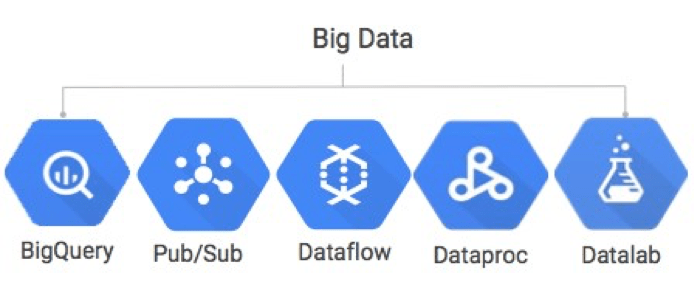 Big Data
BigQuery
Pub/Sub
Dataflow
Dataproc
Datalab